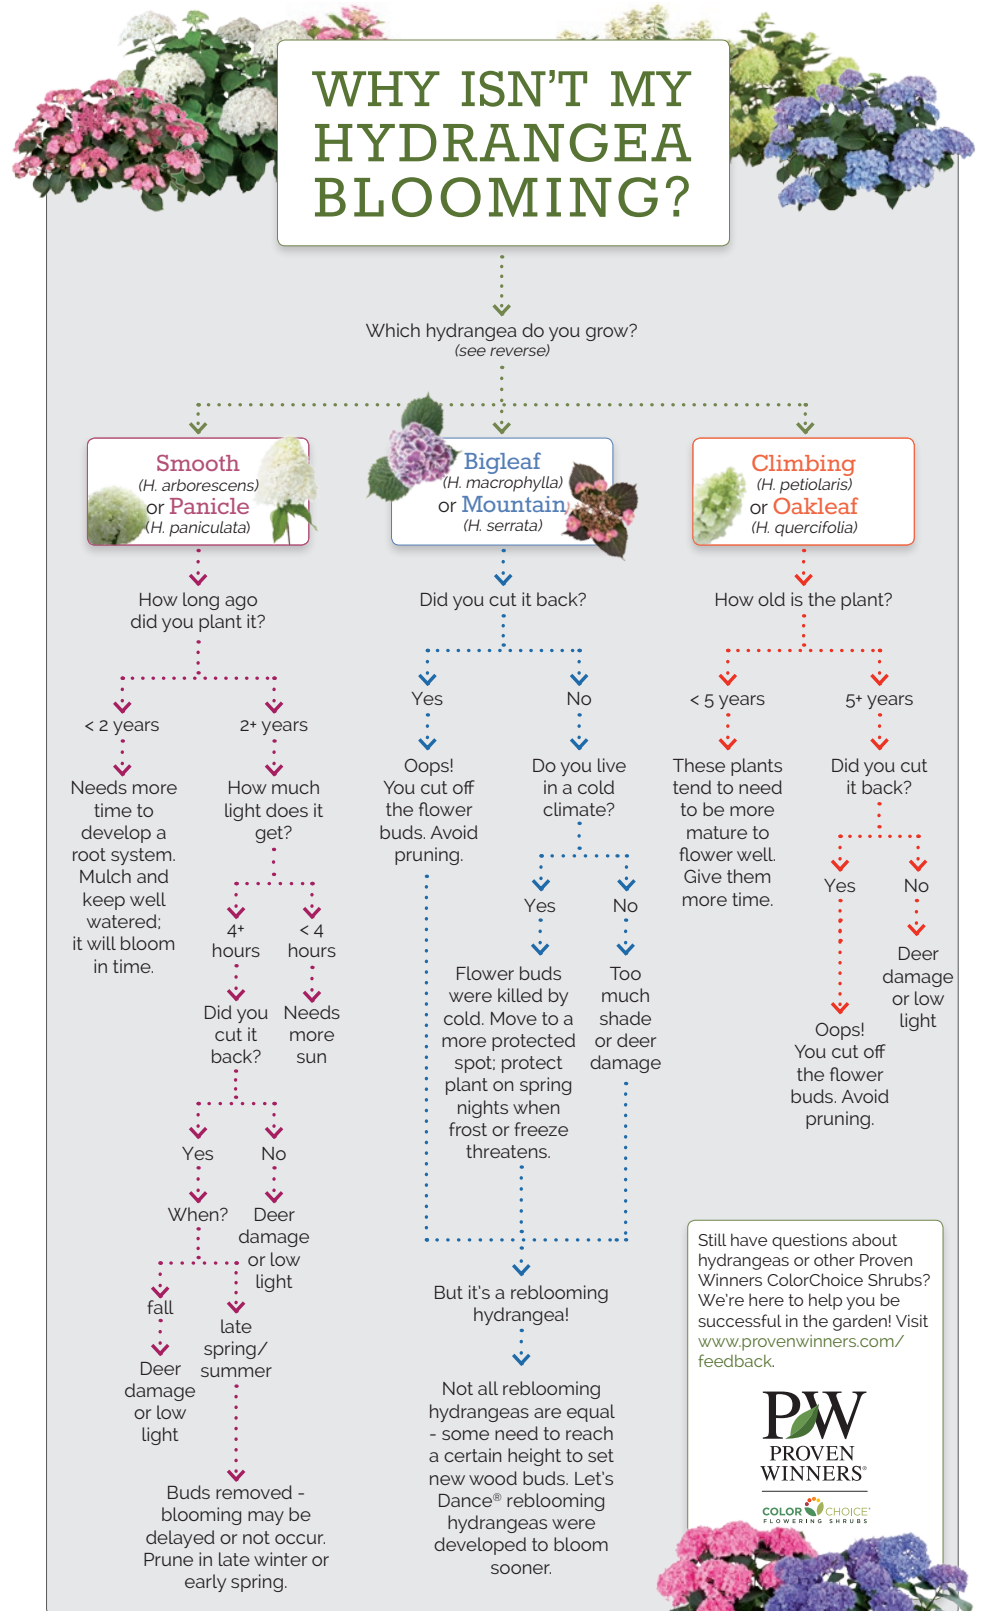 WHY ISN'T MY
HYDRANGEA
BLOOMING?
Which hydrangea do you grow?
(see reverse)
Smooth
(H. arborescens)
or Panicle
(H. paniculata)
How long ago
did you plant it?
< 2 years
Needs more
time to
develop a
root system.
Mulch and
keep well
watered;
it will bloom
in time.
2+ years
How much
light does it
get?
4+
hours
< 4
hours
Needs
more
sun
Did you
cut it
back?
Yes
No
When?
Deer
damage
or low
light
fall
Deer
damage
or low
light
late
spring/
summer
Buds removed -
blooming may be
delayed or not occur.
Prune in late winter or
early spring.
Bigleaf
(H. macrophylla)
or Mountain
(H. serrata)
Did you cut it back?
Yes
Oops!
You cut off
the flower
buds. Avoid
pruning.
No
Do you live
in a cold
climate?
Yes
Flower buds
were killed by
cold. Move to a
more protected
spot; protect
plant on spring
nights when
frost or freeze
threatens.
No
Too
much
shade
or deer
damage
But it's a reblooming
hydrangea!
Not all reblooming
hydrangeas are equal
- some need to reach
a certain height to set
new wood buds. Let's
Dance® reblooming
hydrangeas were
developed to bloom
sooner.
Climbing
(H. petiolaris)
or Oakleaf
(H. quercifolia)
How old is the plant?
< 5 years
These plants
tend to need
to be more
mature to
flower well.
Give them
more time.
5+ years
Did you cut
it back?
Yes
Oops!
You cut off
the flower
buds. Avoid
pruning.
No
Deer
damage
or low
light
Still have questions about
hydrangeas or other Proven
Winners ColorChoice Shrubs?
We're here to help you be
successful in the garden! Visit
www.provenwinners.com/
feedback.
PW
PROVEN
WINNERS®
COLOR CHOICE
FLOWERING SHRUBS